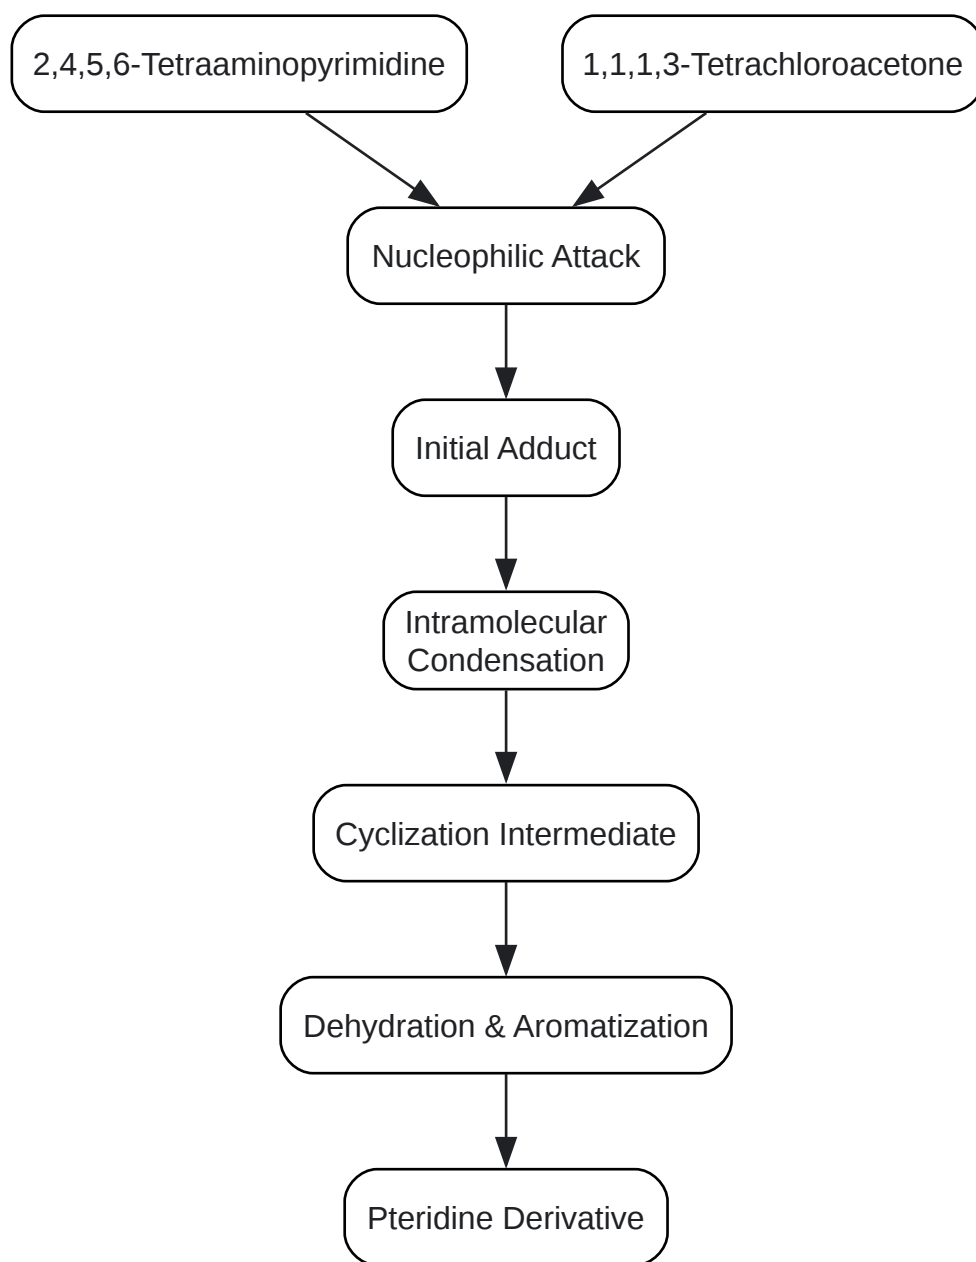 2,4,5,6-Tetraaminopyrimidine
1,1,1,3-Tetrachloroacetone
Nucleophilic Attack
Initial Adduct
Intramolecular
Condensation
Cyclization Intermediate
Dehydration & Aromatization
Pteridine Derivative